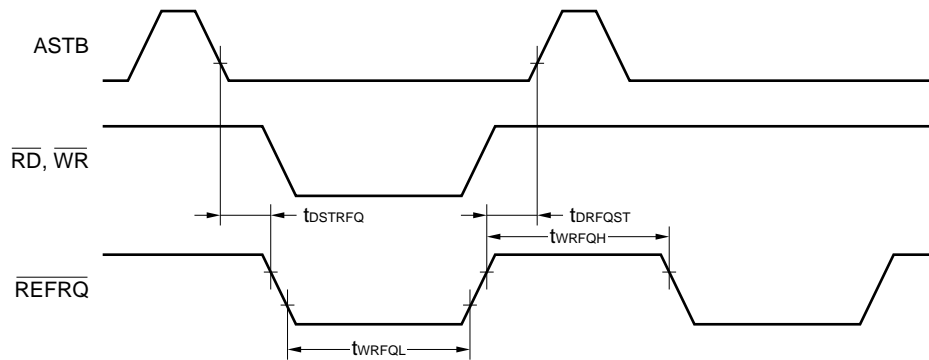 ASTB
RD, WR
tDSTRFQ
tDRFQST
tWRFQH
REFRQ
tWRFQL